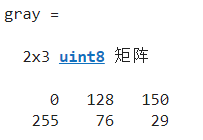 gray =
2x3 uint8 矩阵
0 128 150
255 76 29